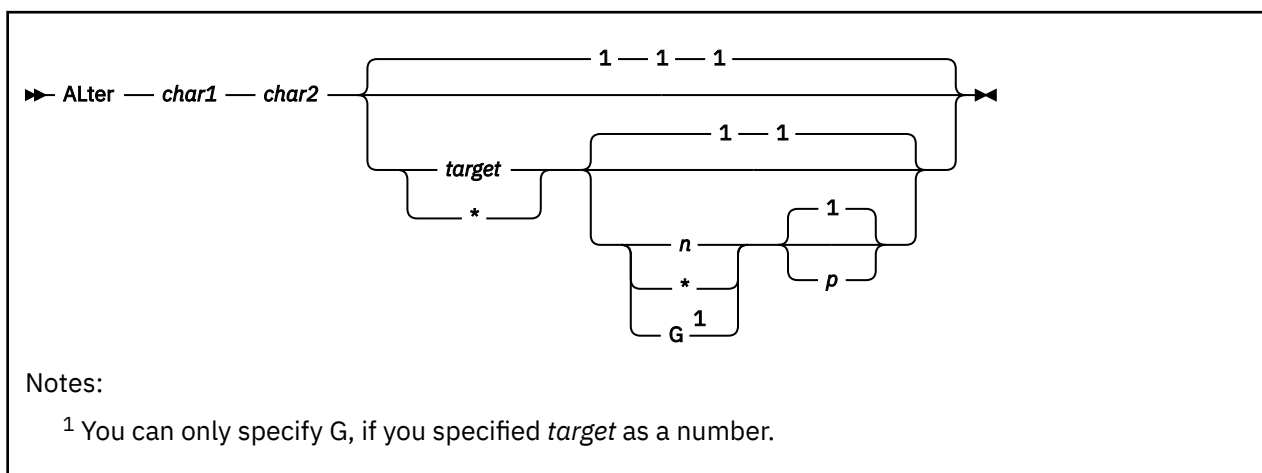 1 1 1
ALter char1 char2
1 1
target
*
1
n
*
p
G 1
Notes:
1 You can only specify G, if you specified target as a number.